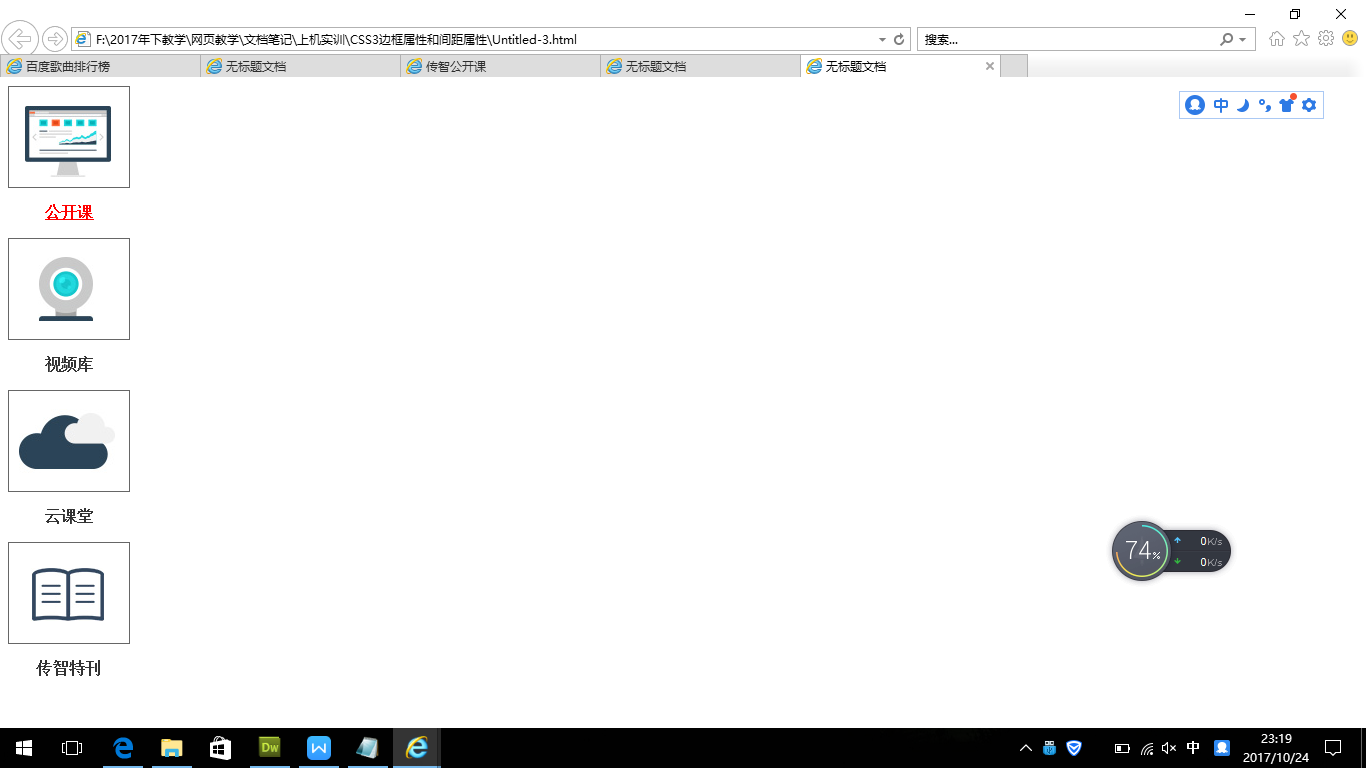 F:\2017年下教学\网页教学\文档笔记\上机实训\CSS3边框属性和间距属性\Untitled-3.html
搜索...
百度歌曲排行榜
无标题文档
传智公开课
无标题文档
无标题文档
中
公开课
视频库
云课堂
74%
0K/s
0K/s
传智特刊
Dw
W
中
23:19
2017/10/24